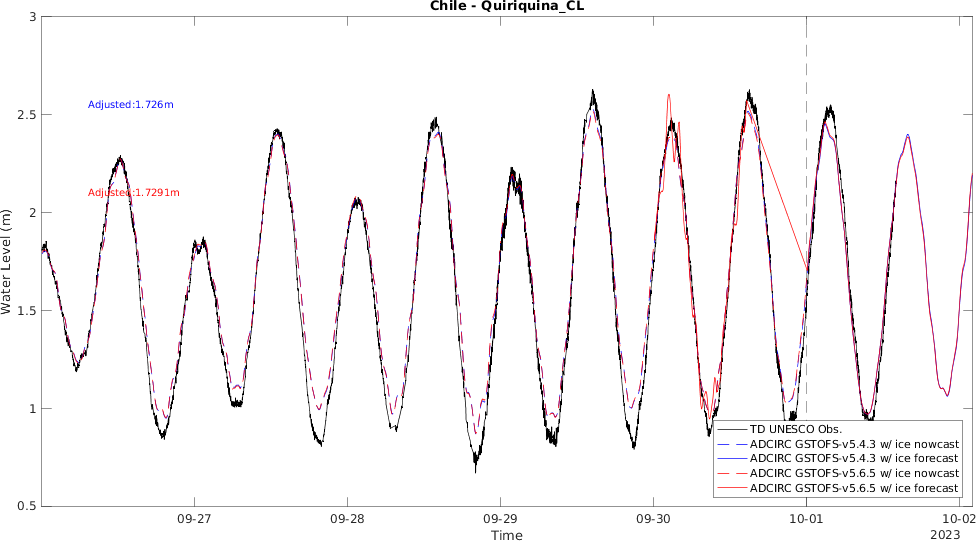 Chile - Quiriquina_CL
3
2.5
2
1.5
1
0.5
Water Level (m)
Adjusted:1.726m
Adjusted:1.7291m
TD UNESCO Obs.
ADCIRC GSTOFS-v5.4.3 w/ ice nowcast
ADCIRC GSTOFS-v5.4.3 w/ ice forecast
ADCIRC GSTOFS-v5.6.5 w/ ice nowcast
ADCIRC GSTOFS-v5.6.5 w/ ice forecast
09-27
09-28
09-29
09-30
10-01
10-02
Time
2023